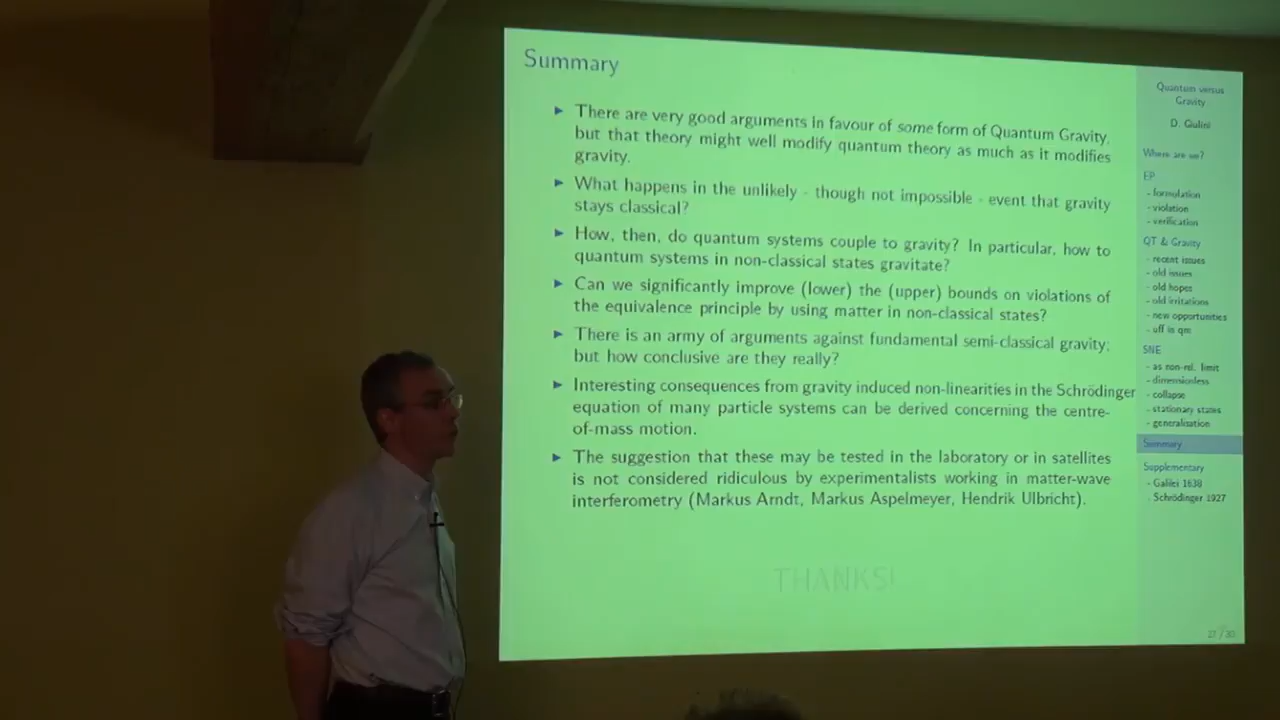 Summary
▶ There are very good arguments in favour of some form of Quantum Gravity,
but that theory might well modify quantum theory as much as it modifies
gravity.
▶ What happens in the unlikely - though not impossible - event that gravity
stays classical?
▶ How, then, do quantum systems couple to gravity? In particular, how to
quantum systems in non-classical states gravitate?
▶ Can we significantly improve (lower) the (upper) bounds on violations of
the equivalence principle by using matter in non-classical states?
▶ There is an army of arguments against fundamental semi-classical gravity;
but how conclusive are they really?
▶ Interesting consequences from gravity induced non-linearities in the Schrödinger
equation of many particle systems can be derived concerning the centre-
of-mass motion.
▶ The suggestion that these may be tested in the laboratory or in satellites
is not considered ridiculous by experimentalists working in matter-wave
interferometry (Markus Arndt, Markus Aspelmeyer, Hendrik Ulbricht).
THANKS!
Quantum versus
Gravity
D. Giulini
Where are we?
EP
- formulation
- violation
- verification
QT & Gravity
- recent issues
- old issues
- old hopes
- old irritations
- new opportunities
- uff in qm
SNE
- as non-rel. limit
- dimensionless
- collapse
- stationary states
- generalisation
Summary
Supplementary
- Galilei 1638
- Schrödinger 1927
17 / 20